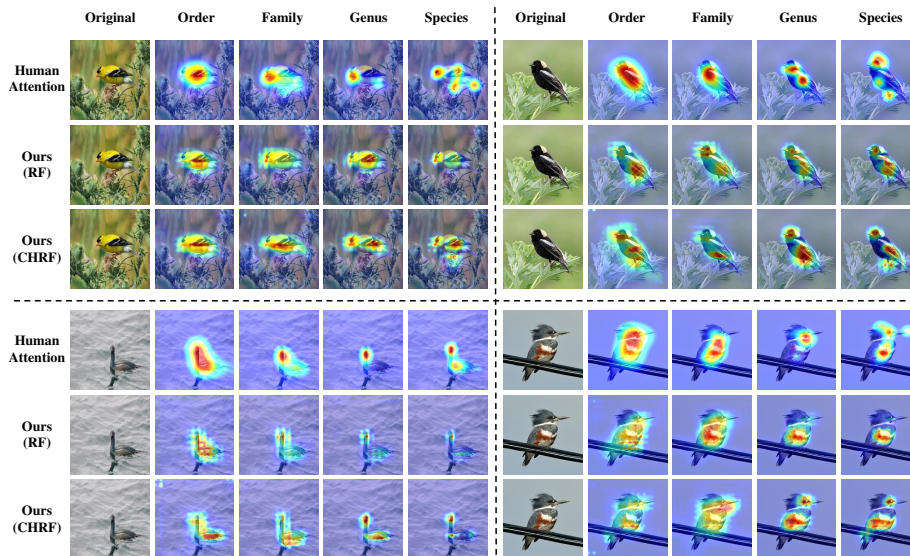 Original Order Family Genus Species Original Order Family Genus Species
Human
Attention
Ours
(RF)
Ours
(CHRF)
Human
Attention
Ours
(RF)
Ours
(CHRF)